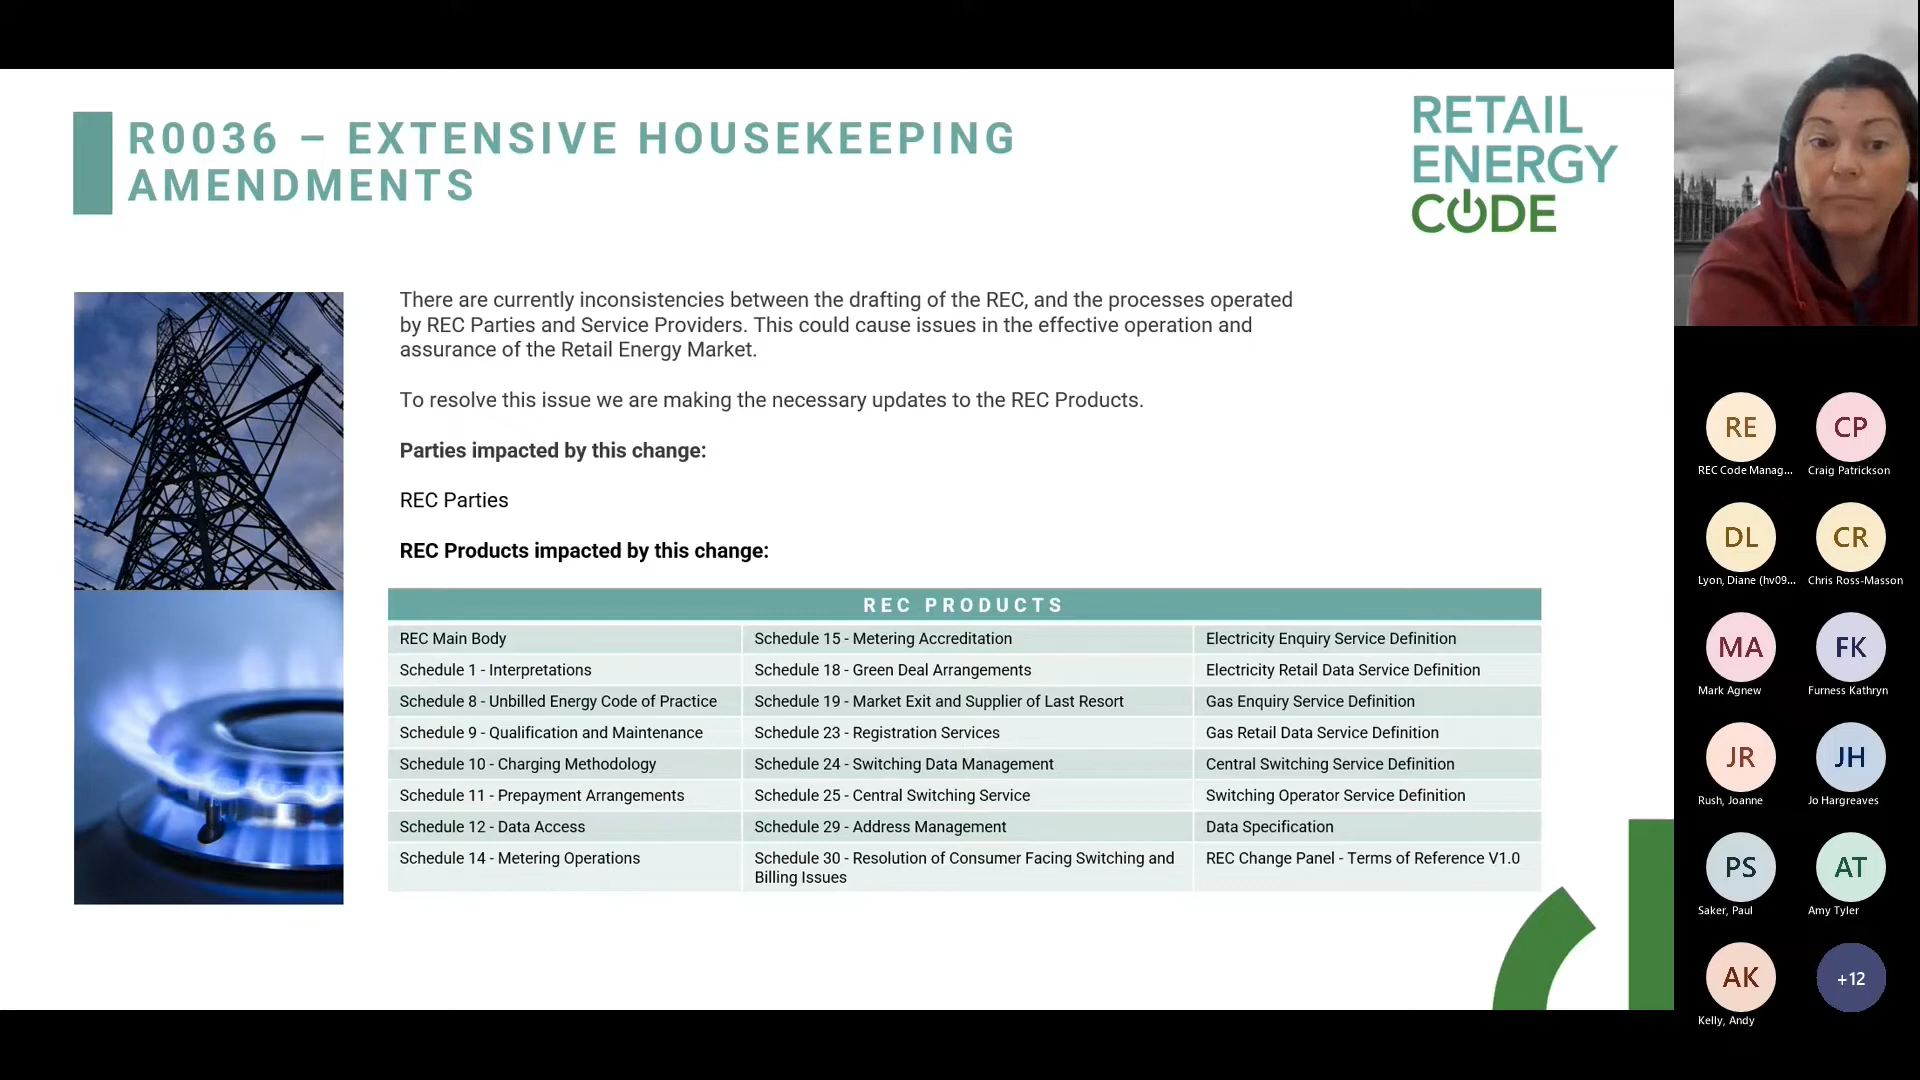 R0036 – EXTENSIVE HOUSEKEEPING
AMENDMENTS
RETAIL
ENERGY
CODE
There are currently inconsistencies between the drafting of the REC, and the processes operated
by REC Parties and Service Providers. This could cause issues in the effective operation and
assurance of the Retail Energy Market.
To resolve this issue we are making the necessary updates to the REC Products.
Parties impacted by this change:
REC Parties
REC Products impacted by this change:
REC PRODUCTS
REC Main Body
Schedule 15 - Metering Accreditation
Electricity Enquiry Service Definition
Schedule 1 - Interpretations
Schedule 18 - Green Deal Arrangements
Electricity Retail Data Service Definition
Schedule 8 - Unbilled Energy Code of Practice
Schedule 19 - Market Exit and Supplier of Last Resort
Gas Enquiry Service Definition
Schedule 9 - Qualification and Maintenance
Schedule 23 - Registration Services
Gas Retail Data Service Definition
Schedule 10 - Charging Methodology
Schedule 24 - Switching Data Management
Central Switching Service Definition
Schedule 11 - Prepayment Arrangements
Schedule 25 - Central Switching Service
Switching Operator Service Definition
Schedule 12 - Data Access
Schedule 29 - Address Management
Data Specification
Schedule 14 - Metering Operations
Schedule 30 - Resolution of Consumer Facing Switching and
Billing Issues
REC Change Panel - Terms of Reference V1.0
RE
REC Code Manag...
CP
Craig Patrickson
DL
Lyon, Diane (hv09...
CR
Chris Ross-Masson
MA
Mark Agnew
FK
Furness Kathryn
JR
Rush, Joanne
JH
Jo Hargreaves
PS
Saker, Paul
AT
Amy Tyler
AK
Kelly, Andy
+12